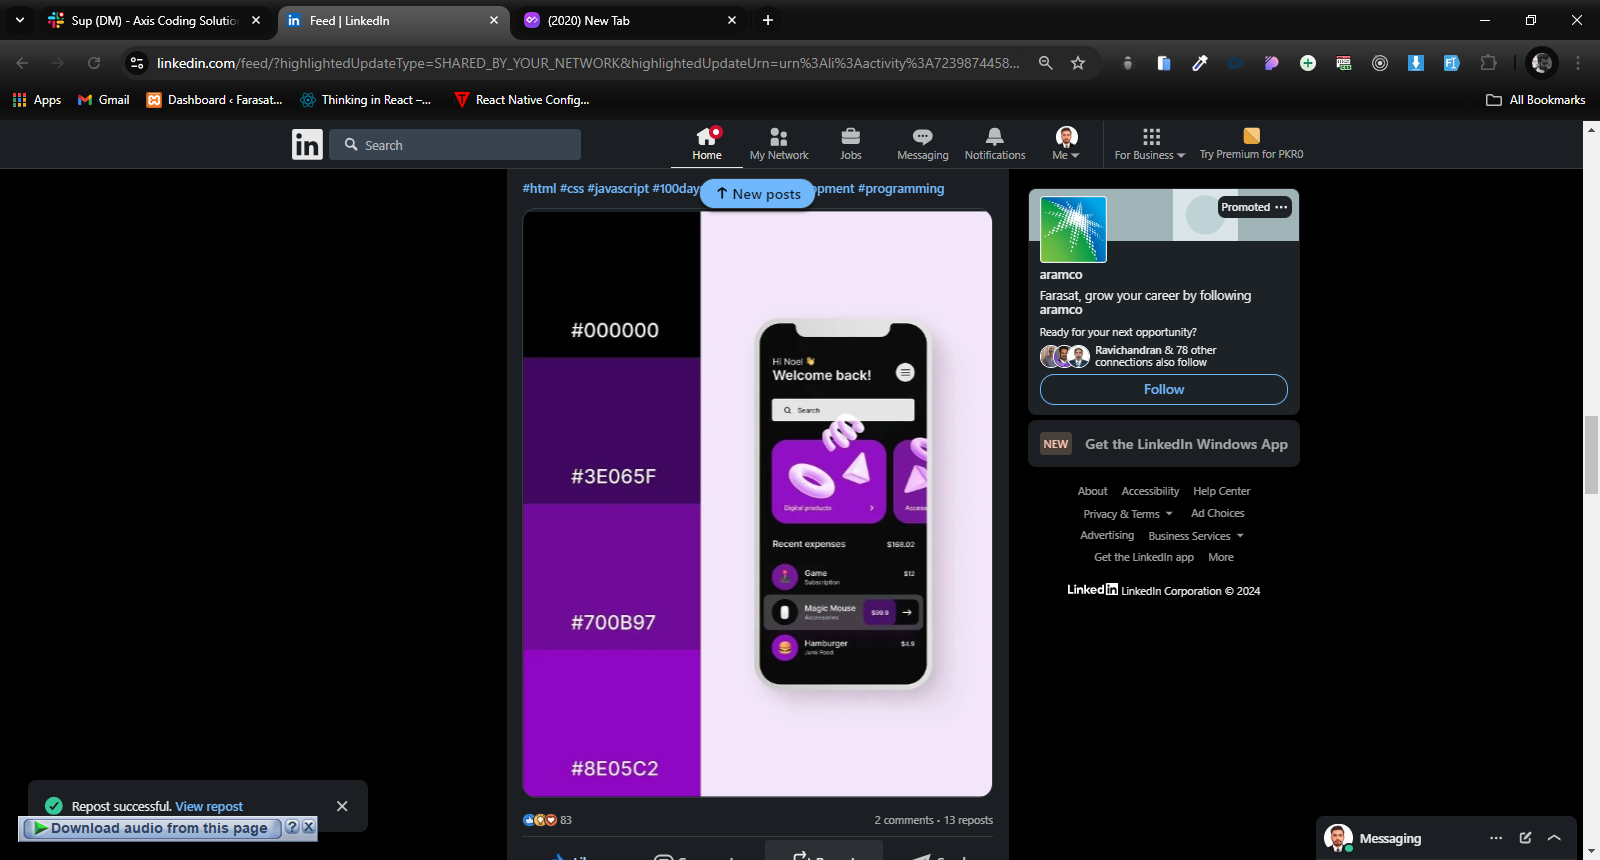 Sup (DM) - Axis Coding Solutio
Feed | LinkedIn
(2020) New Tab
linkedin.com/feed/?highlightedUpdateType=SHARED_BY_YOUR_NETWORK&highlightedUpdateUrn=urn%3Ali%3Aactivity%3A7239874458...
Apps
Gmail
Dashboard ‹ Farasat...
Thinking in React –...
React Native Config...
All Bookmarks
in
Search
Home
My Network
Jobs
Messaging
Notifications
Me
For Business
Try Premium for PKR0
#html #css #javascript #100day
opment #programming
↑ New posts
#000000
#3E065F
#700B97
#8E05C2
Hi Noel 👋
Welcome back!
Search
Digital products
Access
Recent expenses
$168.02
Game
Subscription
$12
Magic Mouse
Accessories
$99.9
Hamburger
Junk Food
$4.9
Promoted
aramco
Farasat, grow your career by following
aramco
Ready for your next opportunity?
Ravichandran & 78 other
connections also follow
Follow
NEW
Get the LinkedIn Windows App
About Accessibility Help Center
Privacy & Terms Ad Choices
Advertising Business Services
Get the LinkedIn app More
LinkedIn LinkedIn Corporation © 2024
83
2 comments • 13 reposts
Repost successful. View repost
Download audio from this page
Messaging